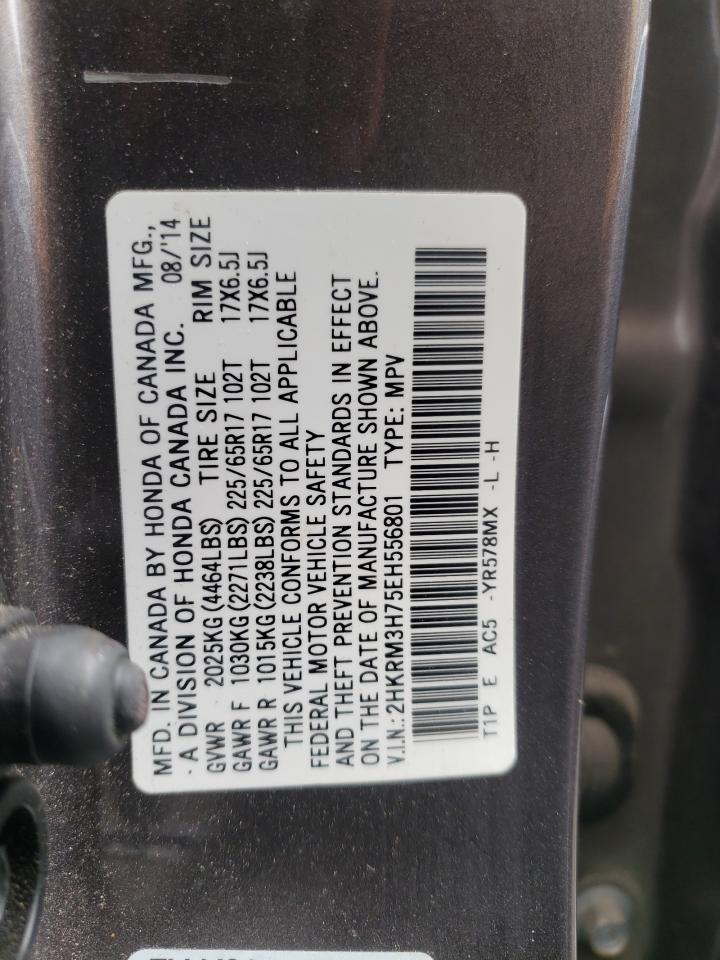 MFD. IN CANADA BY HONDA OF CANADA MFG.,
A DIVISION OF HONDA CANADA INC. 08/'14
GVWR 2025KG(4464LBS) TIRE SIZE RIM SIZE
GAWR F 1030KG(2271LBS) 225/65R17 102T 17X6.5J
GAWR R 1015KG(2238LBS) 225/65R17 102T 17X6.5J
THIS VEHICLE CONFORMS TO ALL APPLICABLE
FEDERAL MOTOR VEHICLE SAFETY
AND THEFT PREVENTION STANDARDS IN EFFECT
ON THE DATE OF MANUFACTURE SHOWN ABOVE.
V.I.N.: 2HKRM3H75EH556801 TYPE: MPV
T1P E AC5 -YR578MX -L -H